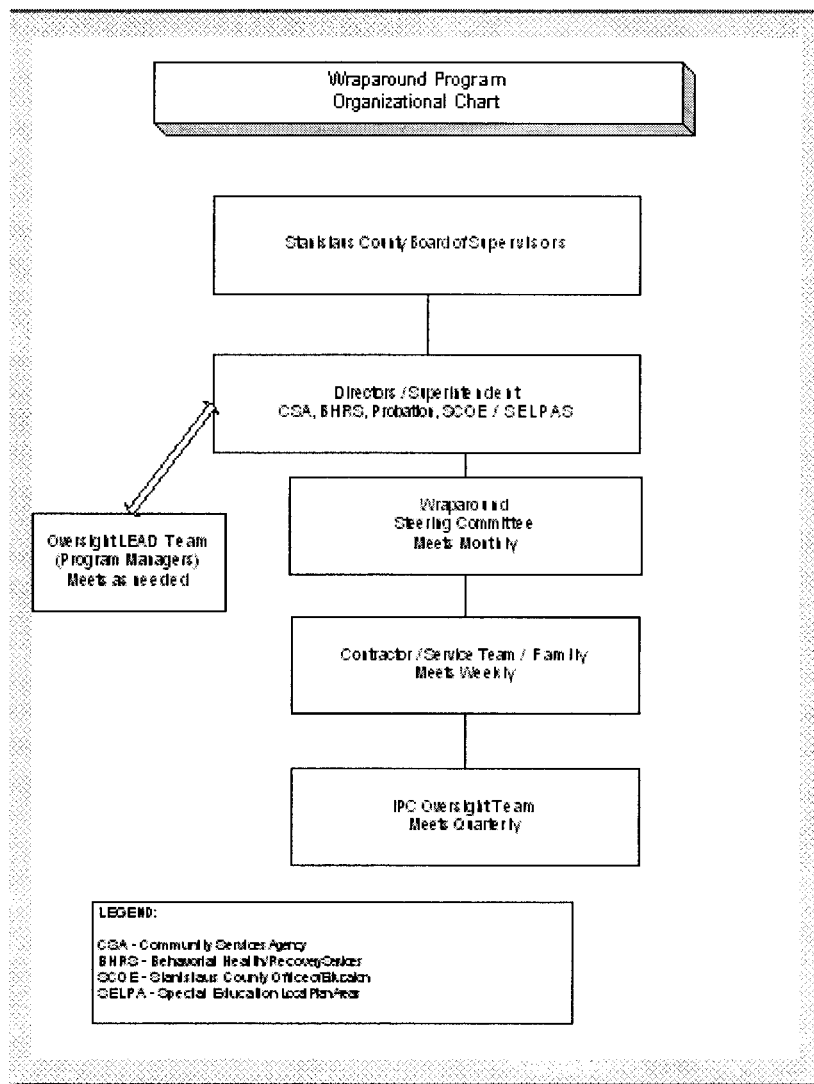 Wraparound Program
Organizational Chart
Stanislaus County Board of Supervisors
Directors / Superintendent
CSA, BHRS, Probation, SCOE / SELPAS
Wraparound
Steering Committee
Meets Monthly
Oversight LEAD Team
(Program Managers)
Meets as needed
Contractor / Service Team / Family
Meets Weekly
IPC Oversight Team
Meets Quarterly
LEGEND:
CSA - Community Services Agency
BHRS - Behavorial Health/Recovery Services
SCOE - Stanislaus County Office of Education
SELPA - Special Education Local Plan Areas